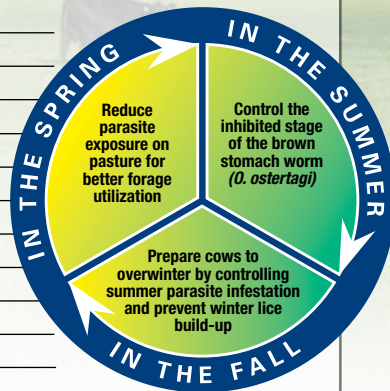 IN THE SPRING
Reduce
parasite
exposure on
pasture for
better forage
utilization
IN THE SUMMER
Control the
inhibited stage
of the brown
stomach worm
(O. ostertagi)
Prepare cows to
overwinter by controlling
summer parasite infestation
and prevent winter lice
build-up
IN THE FALL